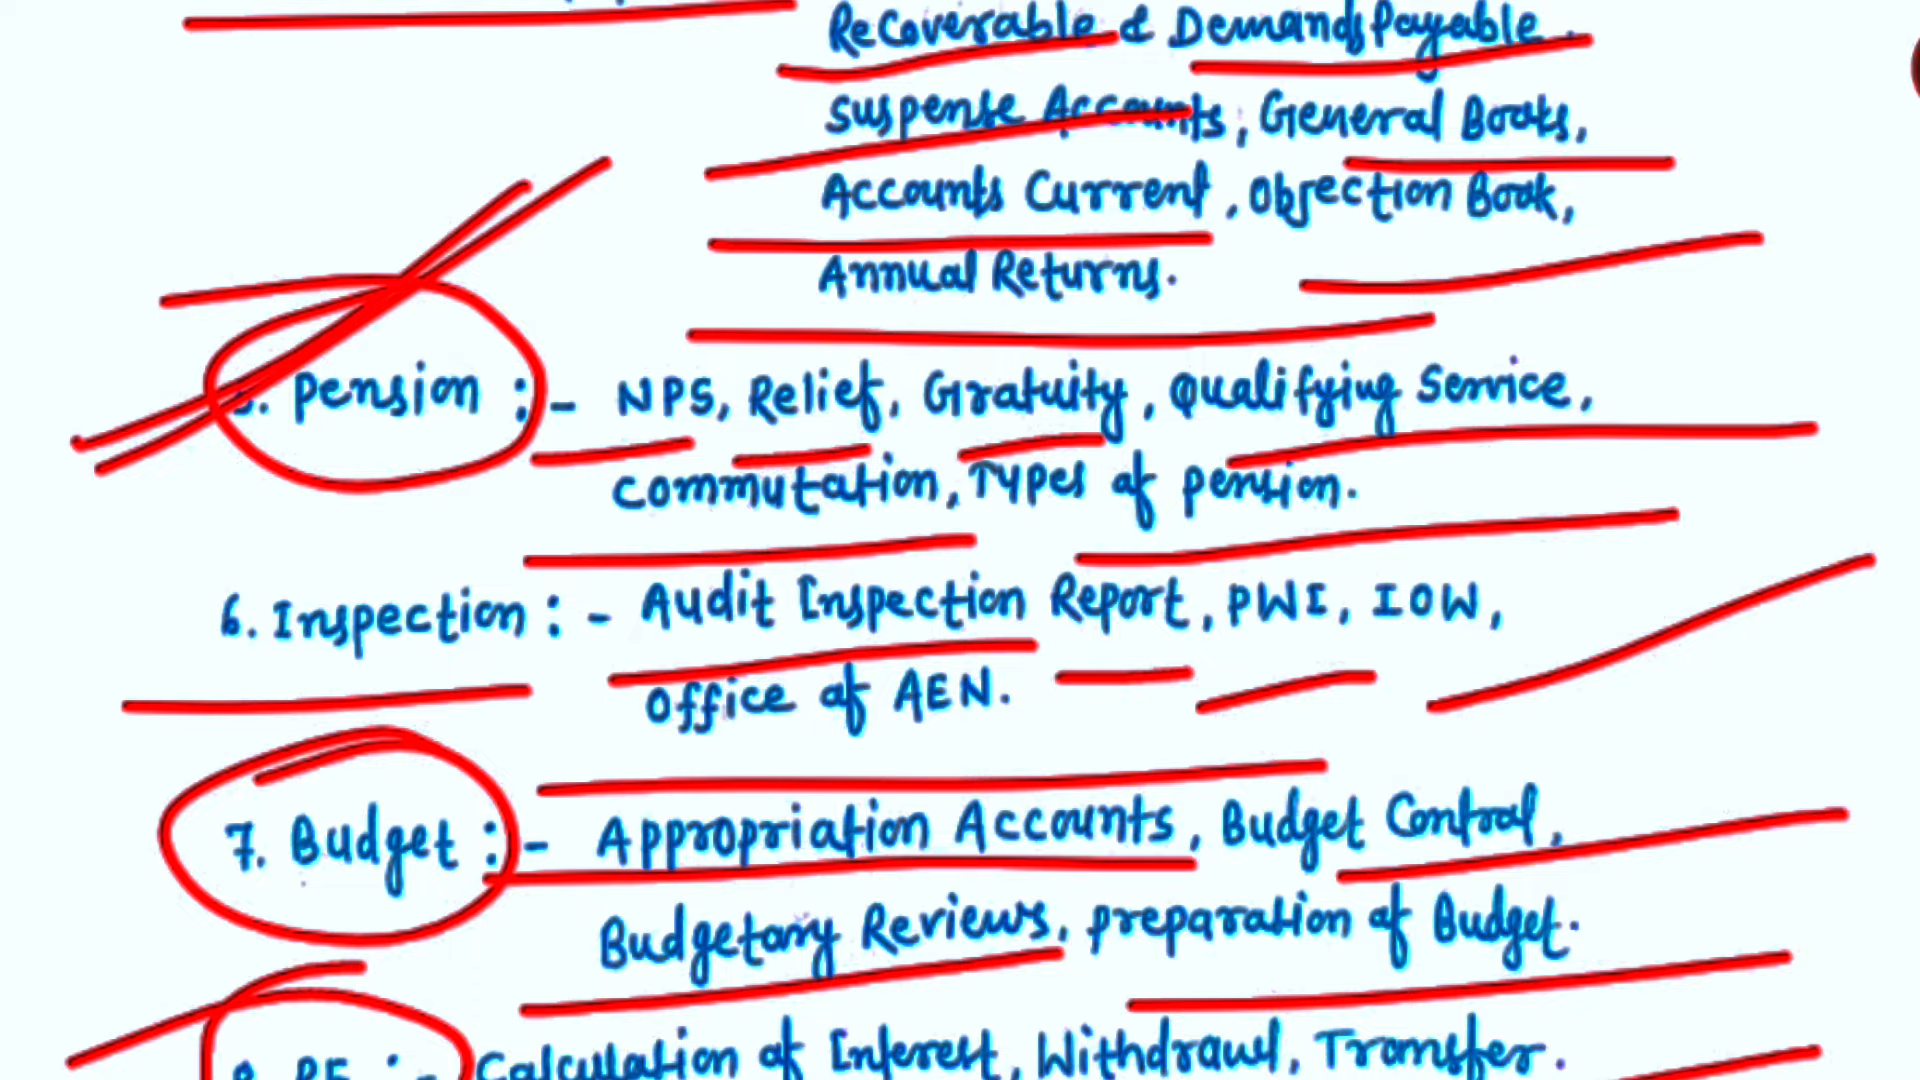 Recoverable & Demands Payable.
Suspense Accounts, General Books,
Accounts Current, Objection Book,
Annual Returns.
5. Pension :- NPS, Relief, Gratuity, Qualifying Service,
Commutation, Types of pension.
6. Inspection :- Audit Inspection Report, PWI, IOW,
Office of AEN.
7. Budget :- Appropriation Accounts, Budget Control,
Budgetary Reviews, preparation of Budget.
8. PF :- Calculation of Interest, Withdrawl, Transfer.